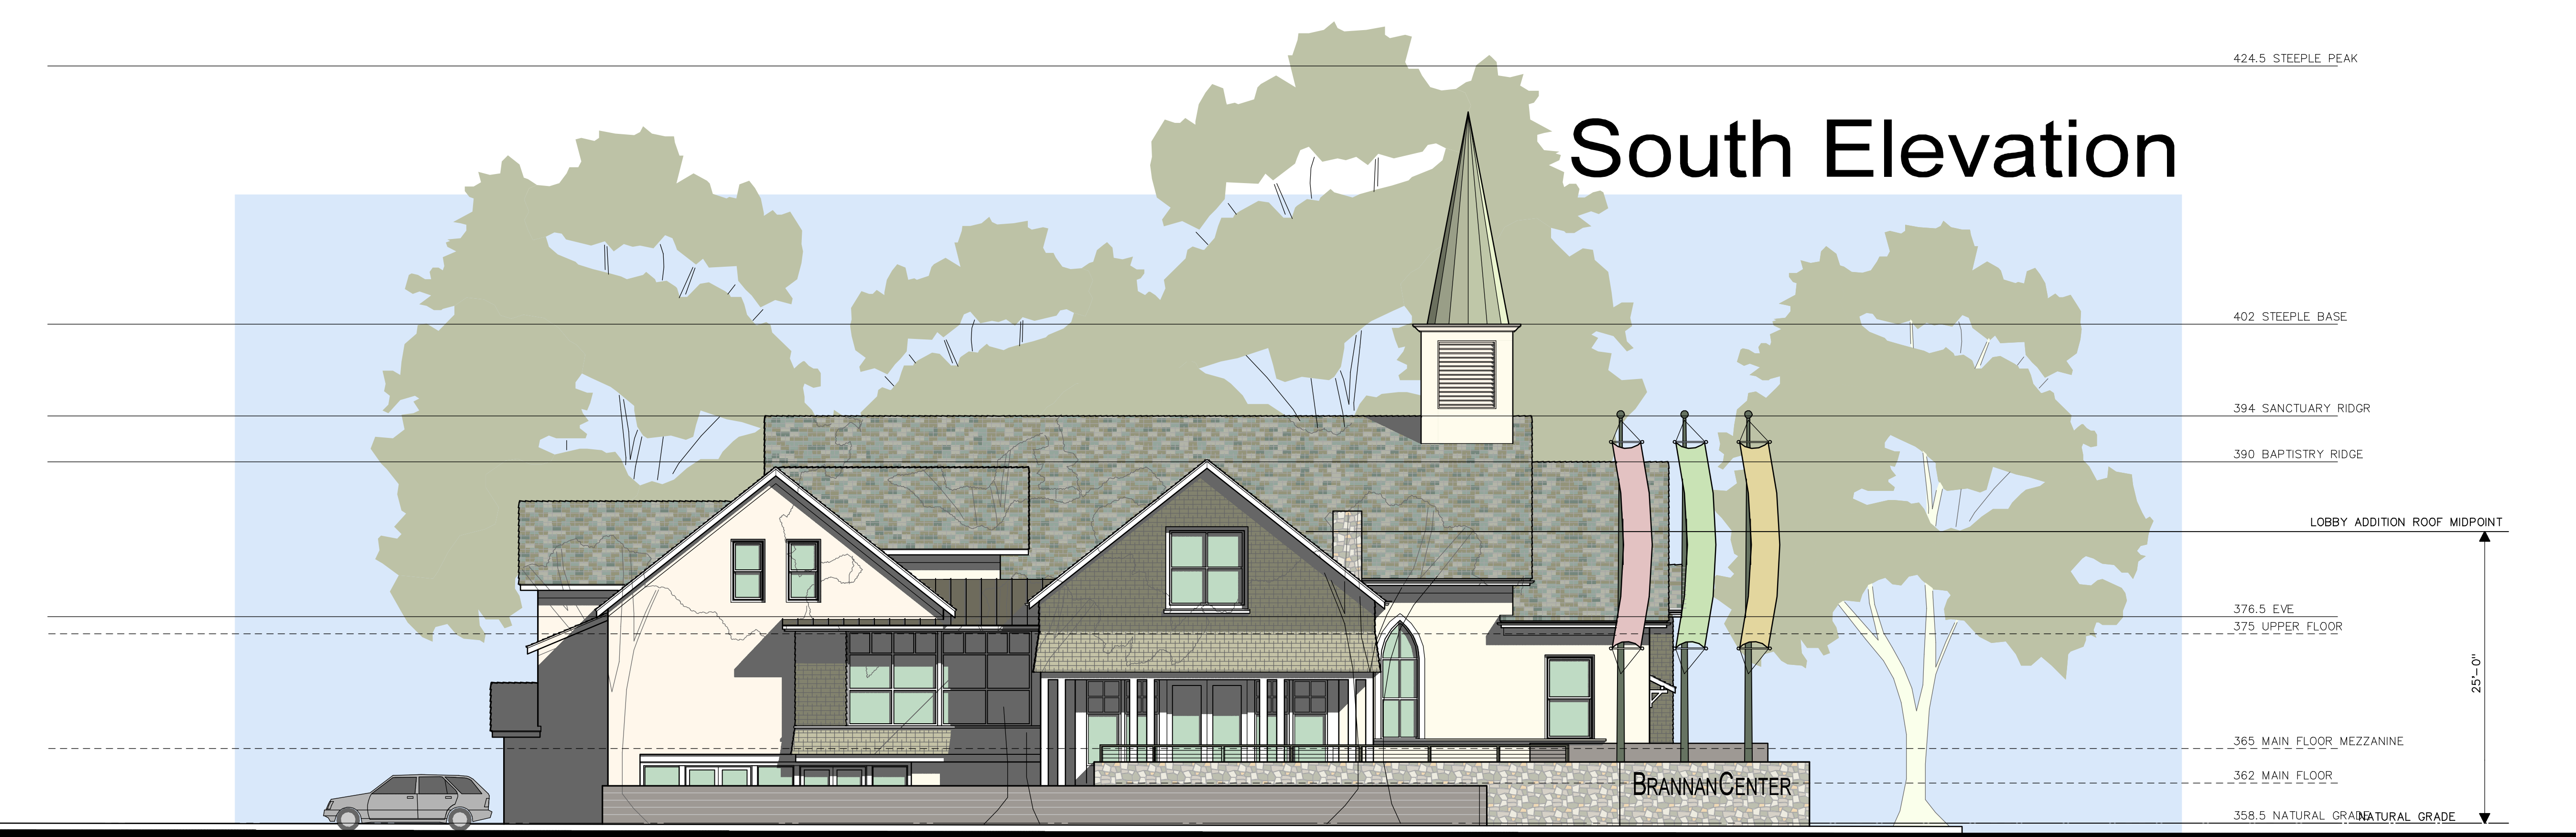 424.5 STEEPLE PEAK
South Elevation
402 STEEPLE BASE
394 SANCTUARY RIDGR
390 BAPTISTRY RIDGE
LOBBY ADDITION ROOF MIDPOINT
376.5 EVE
375 UPPER FLOOR
25'-0"
365 MAIN FLOOR MEZZANINE
362 MAIN FLOOR
BRANNANCENTER
358.5 NATURAL GRADE
NATURAL GRADE